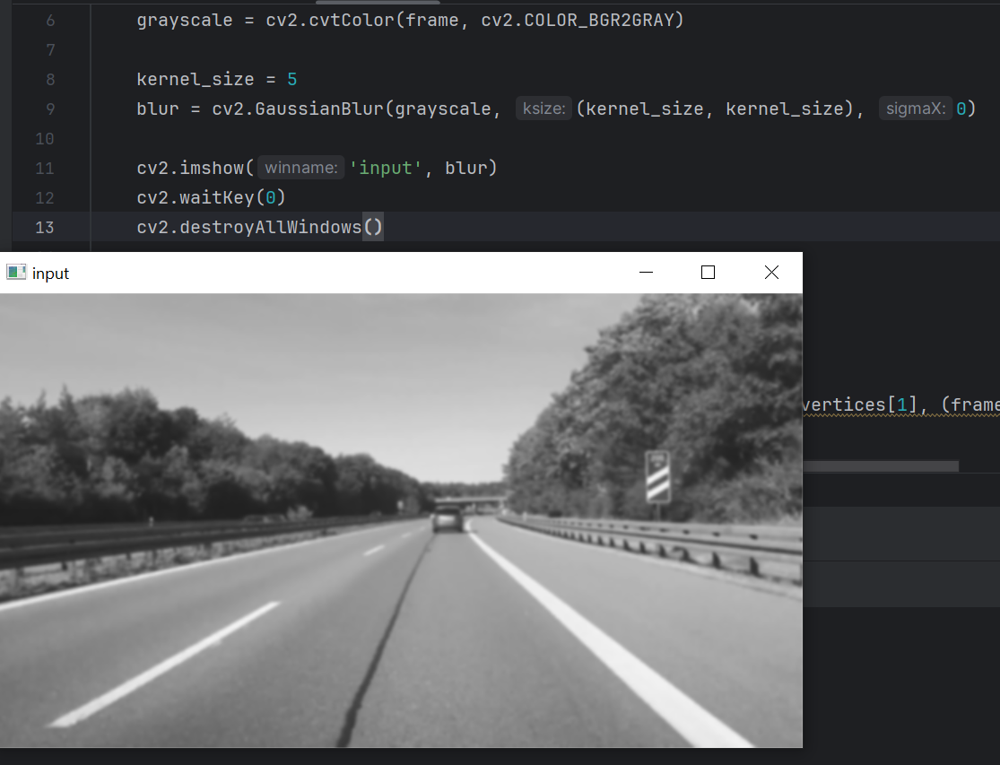 6 grayscale = cv2.cvtColor(frame, cv2.COLOR_BGR2GRAY)
7
8 kernel_size = 5
9 blur = cv2.GaussianBlur(grayscale, ksize: (kernel_size, kernel_size), sigmaX: 0)
10
11 cv2.imshow( winname: 'input', blur)
12 cv2.waitKey(0)
13 cv2.destroyAllWindows()
input
vertices[1], (frame